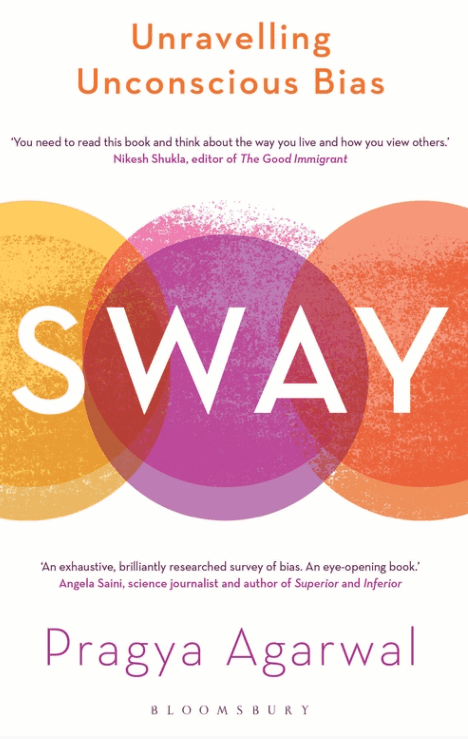 Unravelling
Unconscious Bias
'You need to read this book and think about the way you live and how you view others.'
Nikesh Shukla, editor of The Good Immigrant
SWAY
'An exhaustive, brilliantly researched survey of bias. An eye-opening book.'
Angela Saini, science journalist and author of Superior and Inferior
Pragya Agarwal
BLOOMSBURY